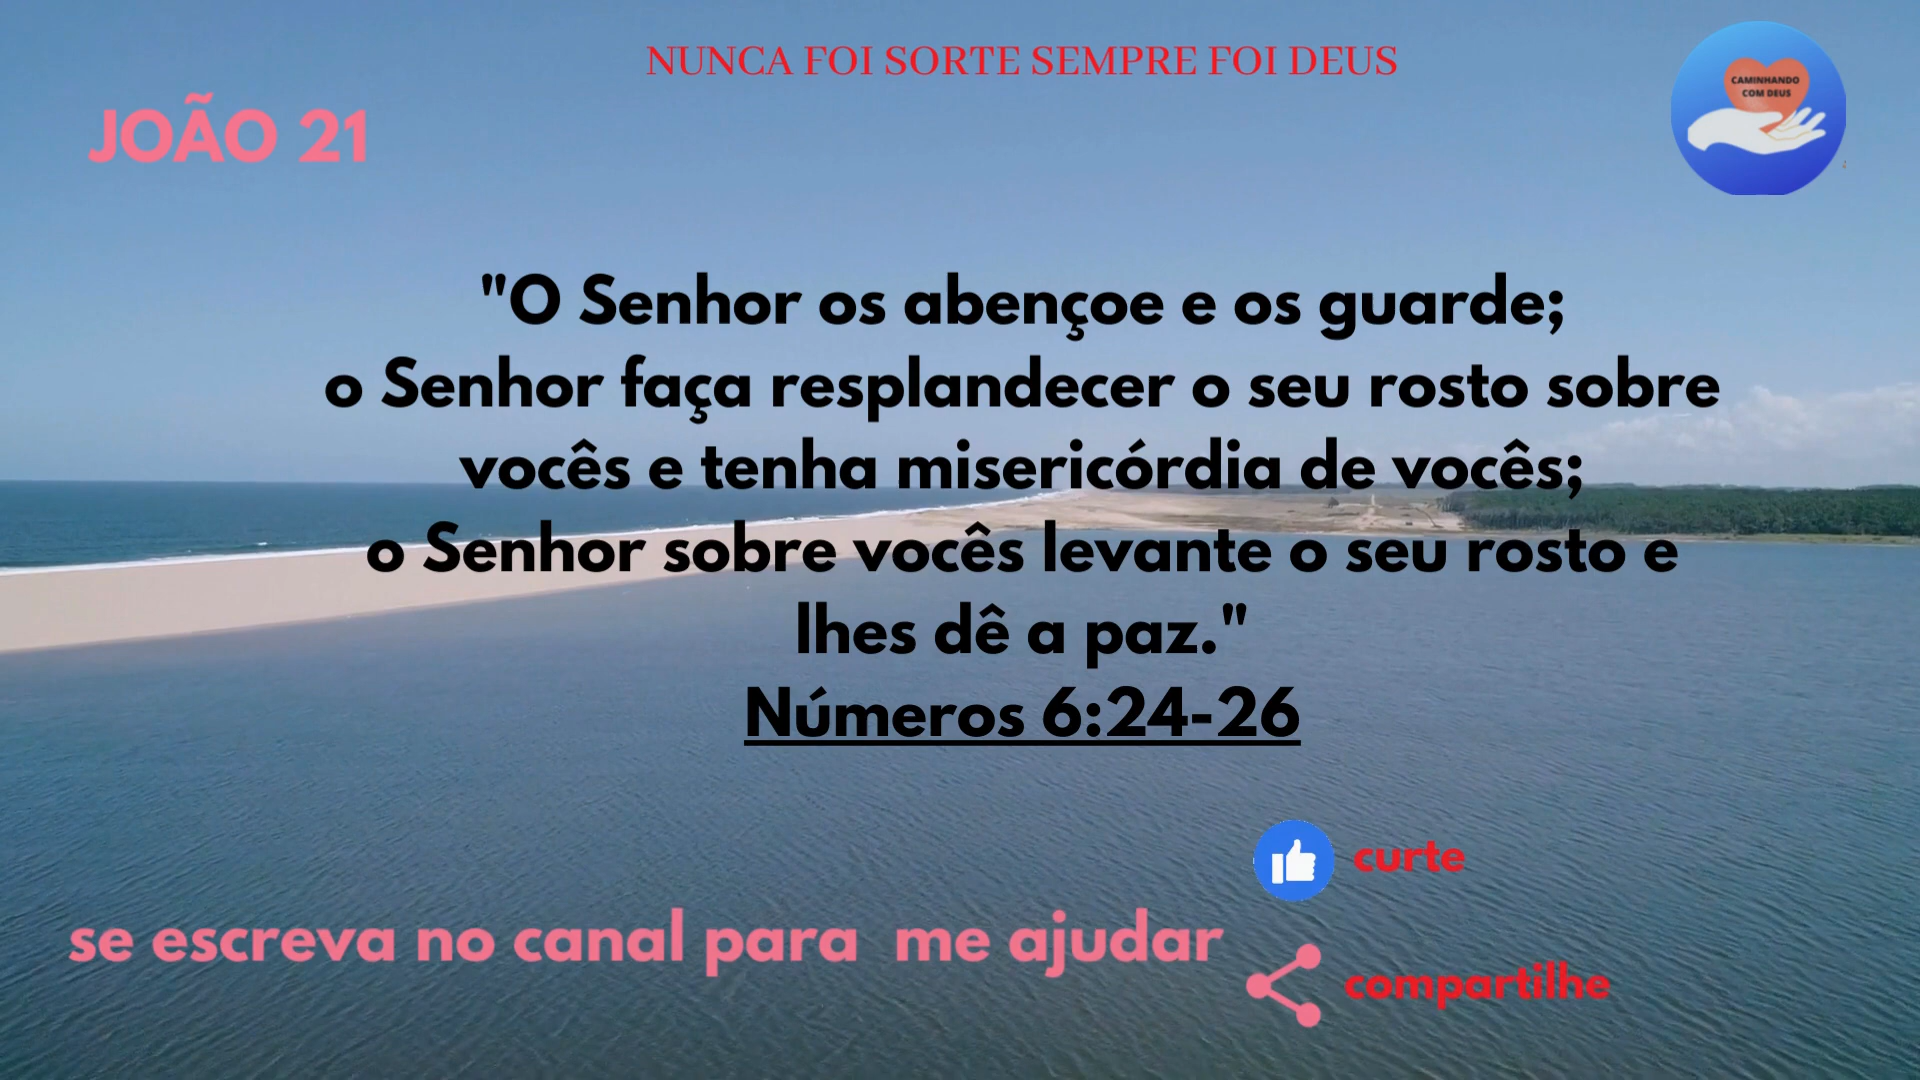 NUNCA FOI SORTE SEMPRE FOI DEUS
JOÃO 21
CAMINHANDO
COM DEUS
"O Senhor os abençoe e os guarde;
o Senhor faça resplandecer o seu rosto sobre
vocês e tenha misericórdia de vocês;
o Senhor sobre vocês levante o seu rosto e
lhes dê a paz."
Números 6:24-26
curte
se escreva no canal para me ajudar
compartilhe